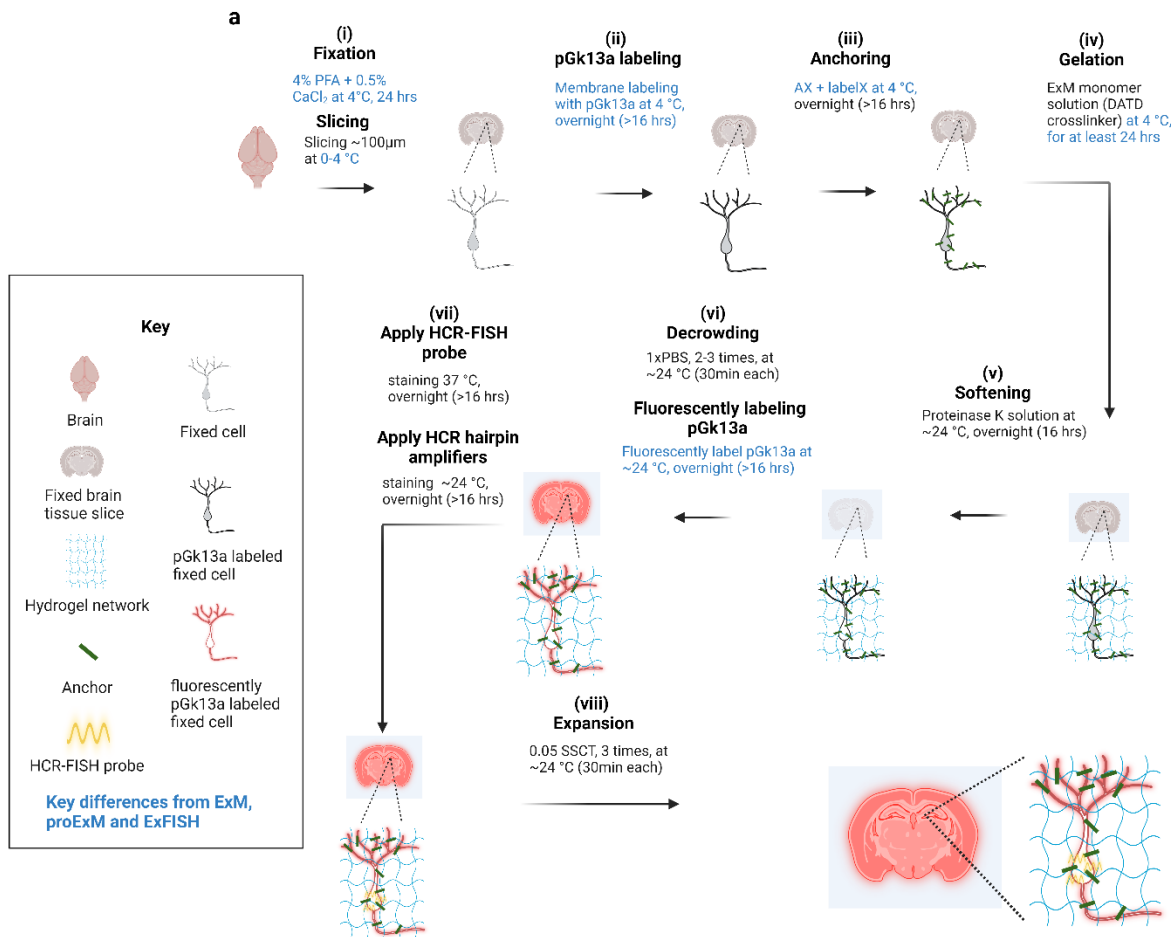 a
(i)
Fixation
4% PFA + 0.5%
CaCl₂ at 4°C, 24 hrs
Slicing
Slicing ~100μm
at 0-4 °C
(ii)
pGk13a labeling
Membrane labeling
with pGk13a at 4 °C,
overnight (>16 hrs)
(iii)
Anchoring
AX + labelX at 4 °C,
overnight (>16 hrs)
(iv)
Gelation
ExM monomer
solution (DATD
crosslinker) at 4 °C,
for at least 24 hrs
(v)
Softening
Proteinase K solution at
~24 °C, overnight (16 hrs)
(vi)
Decrowding
1xPBS, 2-3 times, at
~24 °C (30min each)
Fluorescently labeling
pGk13a
Fluorescently label pGk13a at
~24 °C, overnight (>16 hrs)
(vii)
Apply HCR-FISH
probe
staining 37 °C,
overnight (>16 hrs)
Apply HCR hairpin
amplifiers
staining ~24 °C,
overnight (>16 hrs)
(viii)
Expansion
0.05 SSCT, 3 times, at
~24 °C (30min each)
Key
Brain
Fixed cell
Fixed brain
tissue slice
pGk13a labeled
fixed cell
Hydrogel network
Anchor
fluorescently
pGk13a labeled
fixed cell
HCR-FISH probe
Key differences from ExM,
proExM and ExFISH